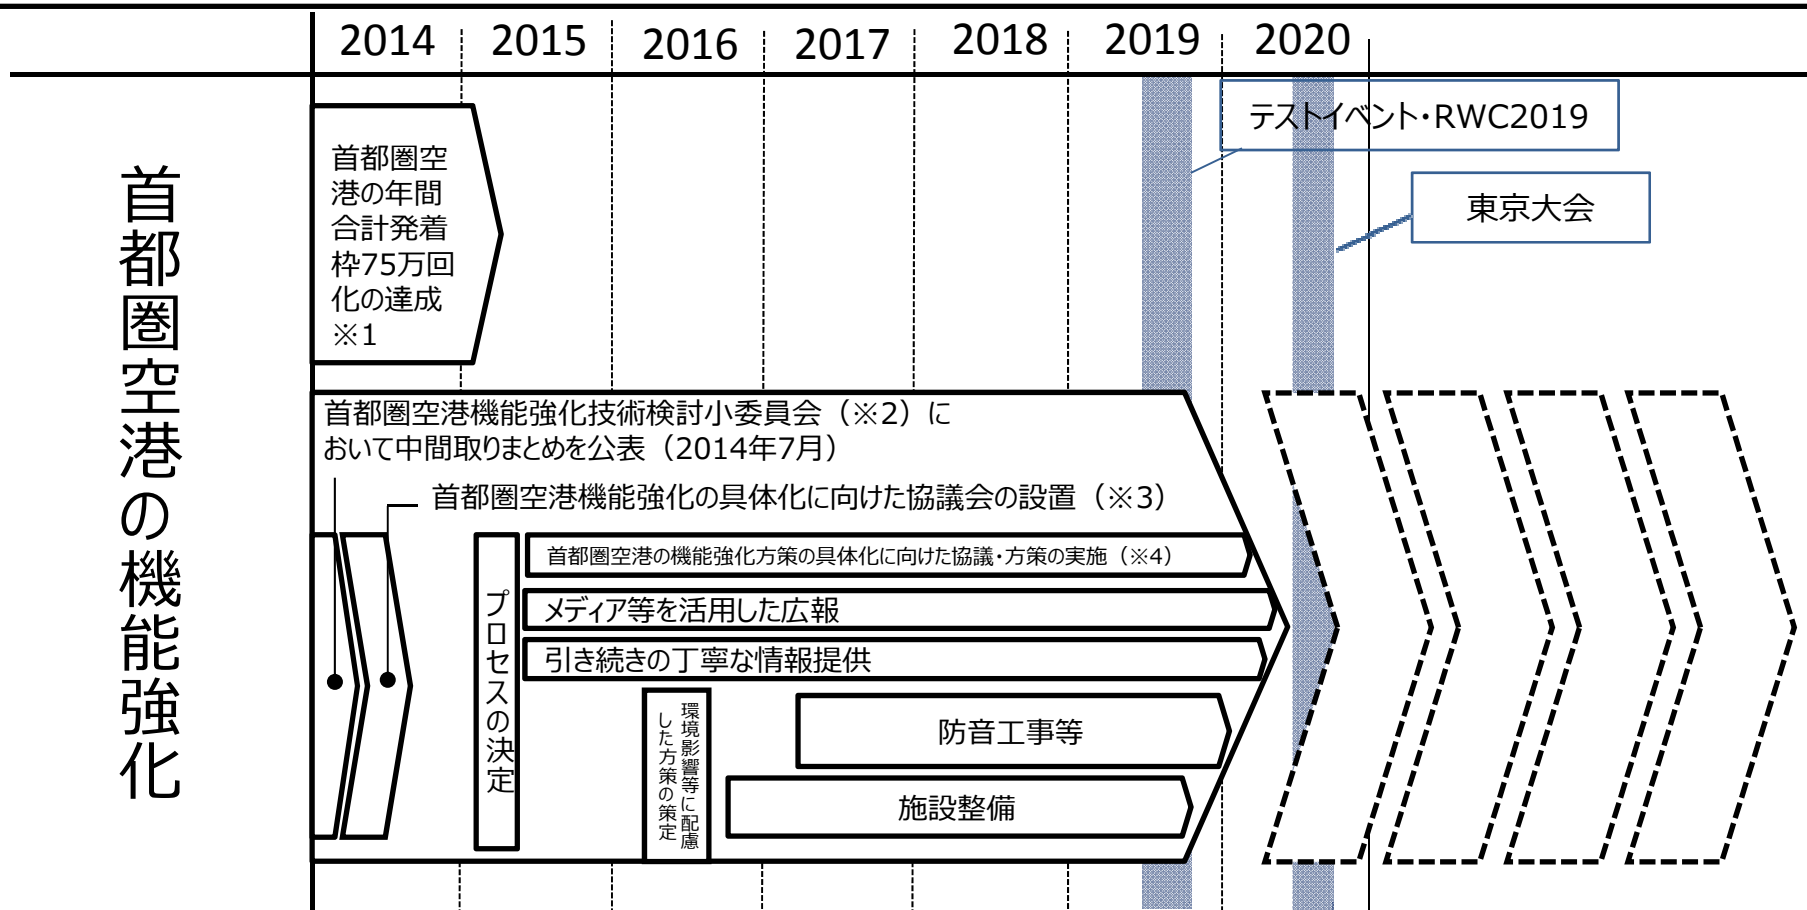 2014 2015 2016 2017 2018 2019 2020
首都圏空港の機能強化
テストイベント・RWC2019
東京大会
首都圏空
港の年間
合計発着
枠75万回
化の達成
※1
首都圏空港機能強化技術検討小委員会（※2）に
おいて中間取りまとめを公表（2014年7月）
首都圏空港機能強化の具体化に向けた協議会の設置（※3）
プロセスの決定
首都圏空港の機能強化方策の具体化に向けた協議・方策の実施（※4）
メディア等を活用した広報
引き続きの丁寧な情報提供
環境影響等に配慮
した方策の策定
防音工事等
施設整備